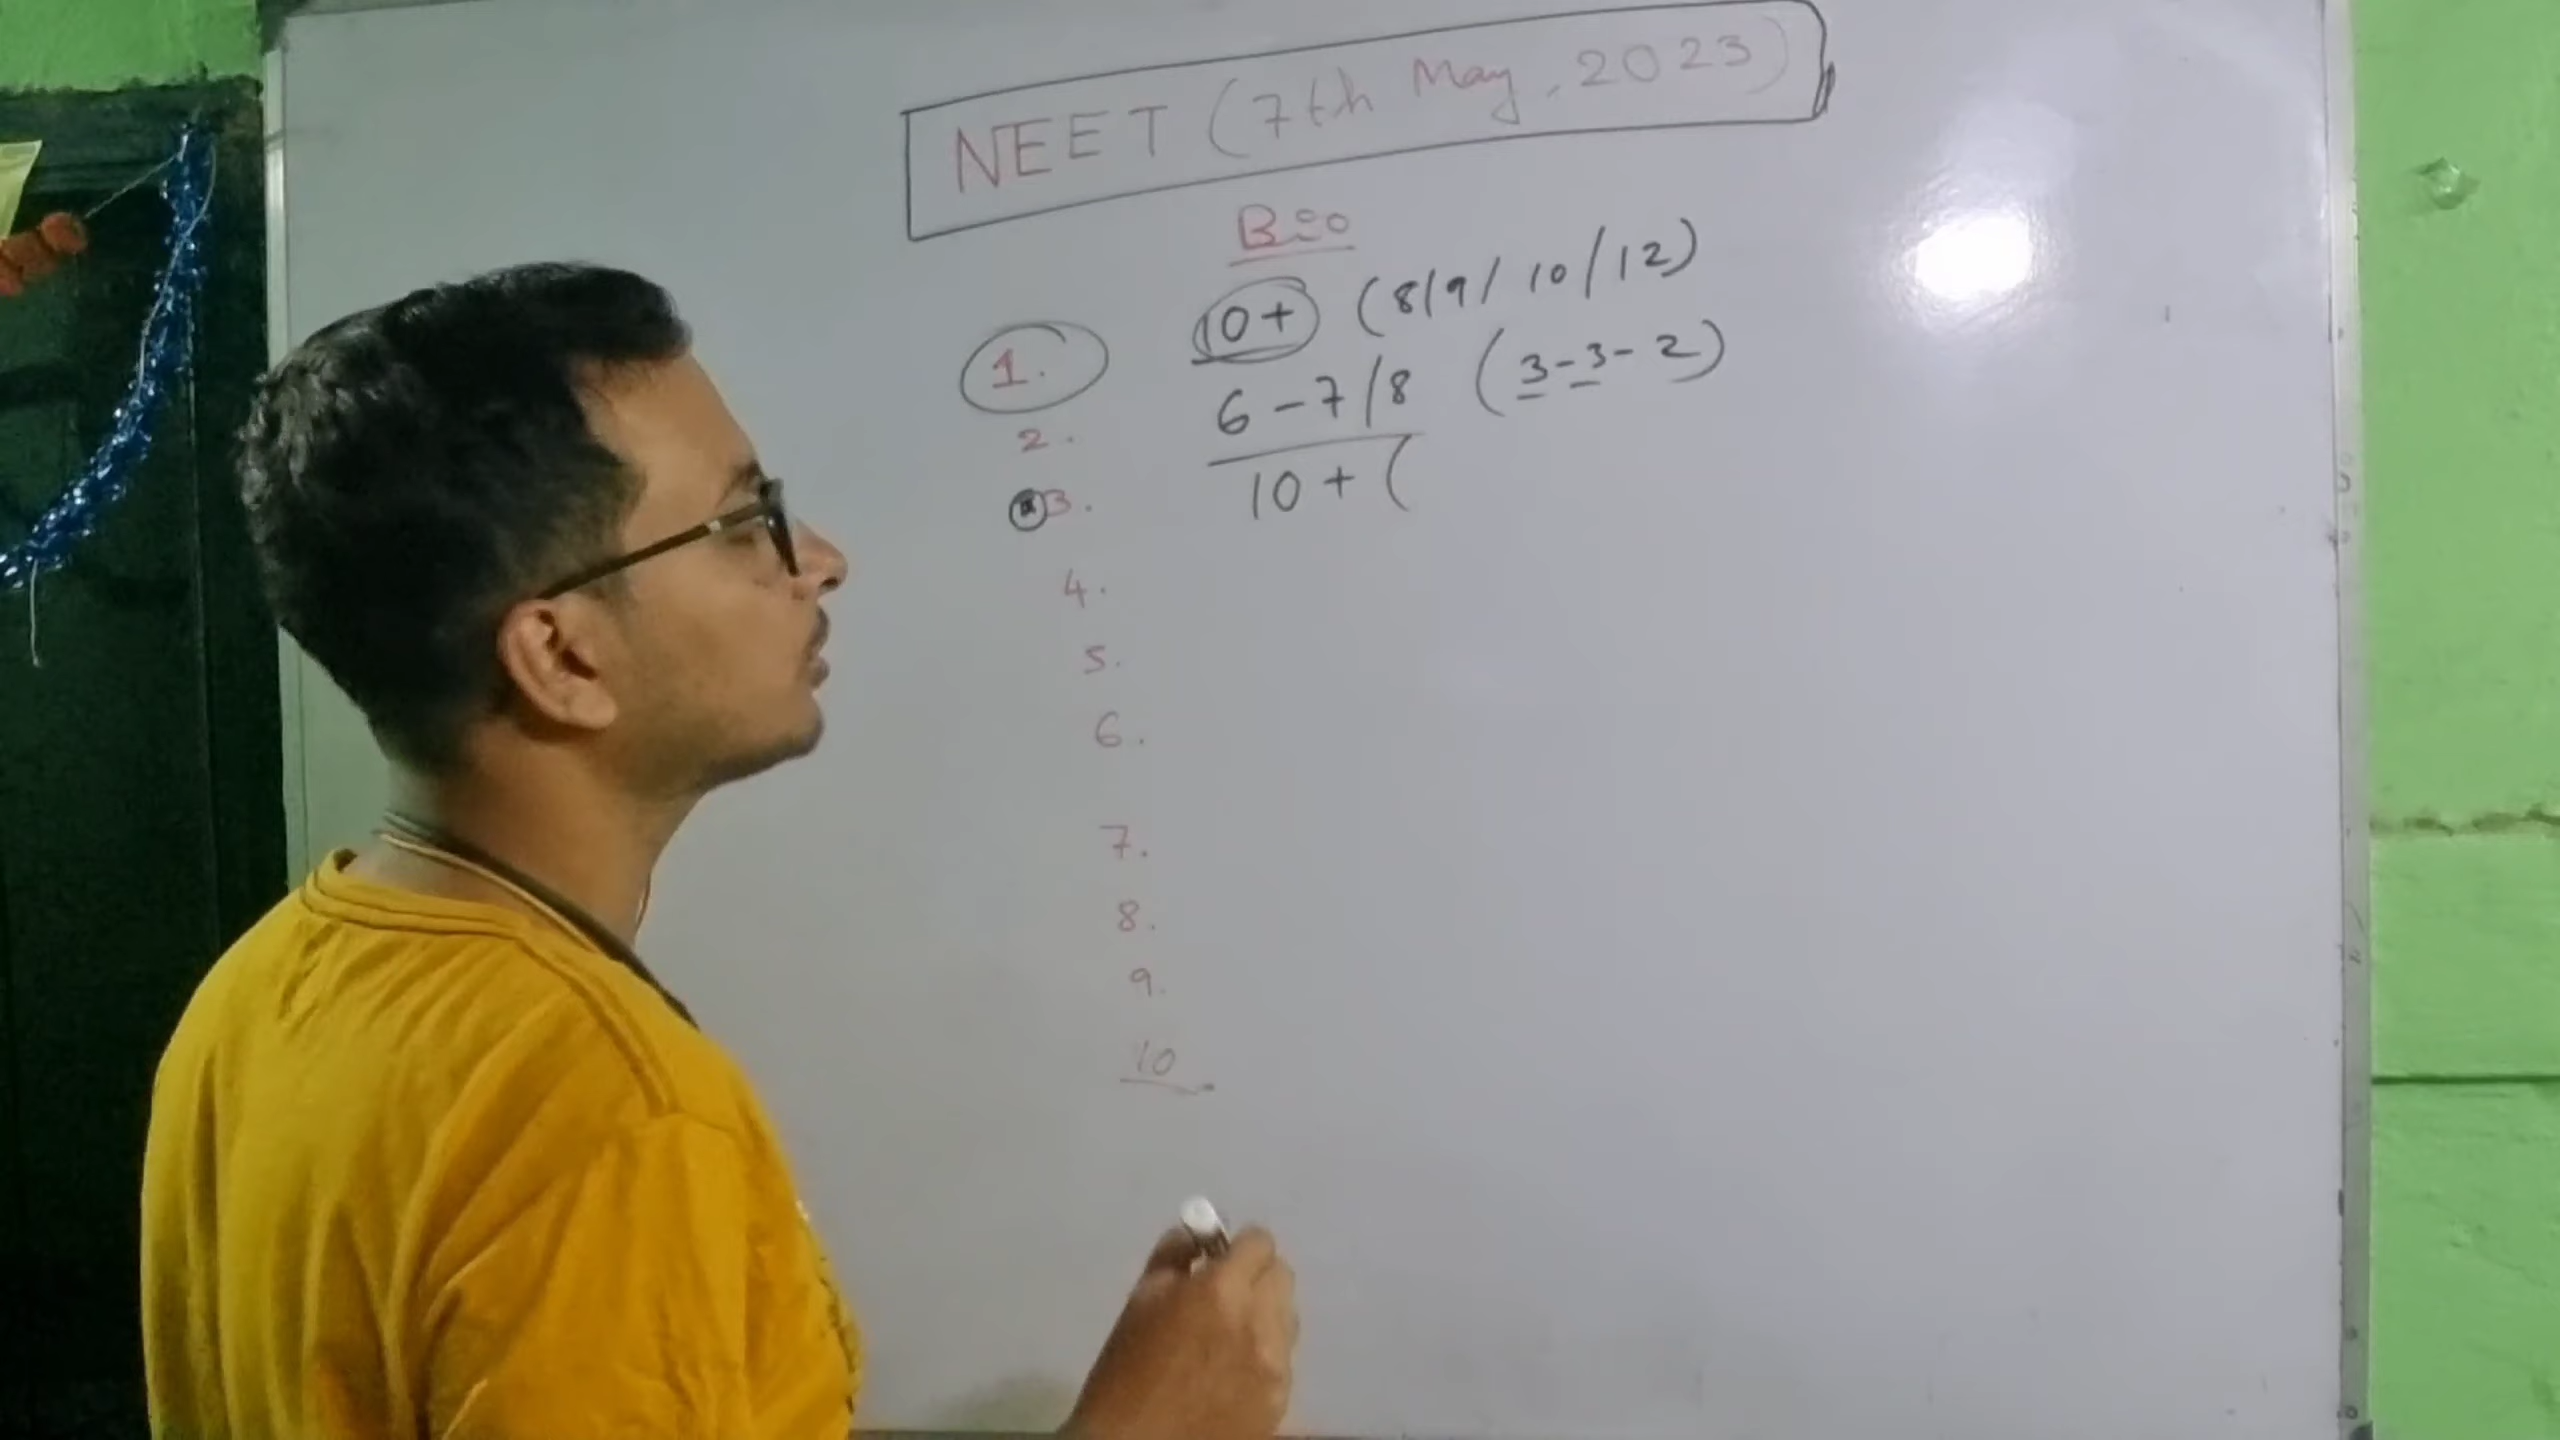 NEET (7th May, 2023)
Bio
1. 10+ (8/9/ 10/12)
2. 6-7/8 (3-3-2)
3. 10+(
4.
5.
6.
7.
8.
9.
10